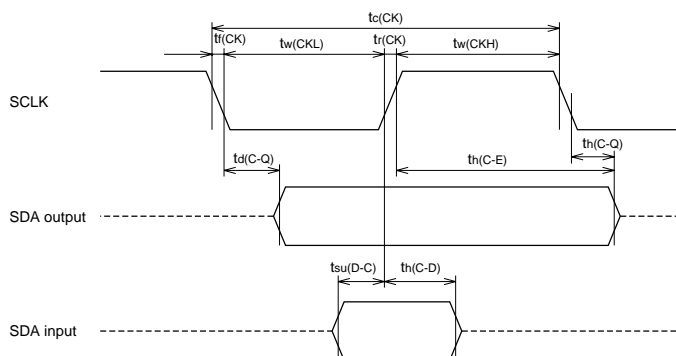 tc(CK)
tf(CK) tw(CKL) tr(CK) tw(CKH)
SCLK
td(C-Q) th(C-E) th(C-Q)
SDA output
tsu(D-C) th(C-D)
SDA input